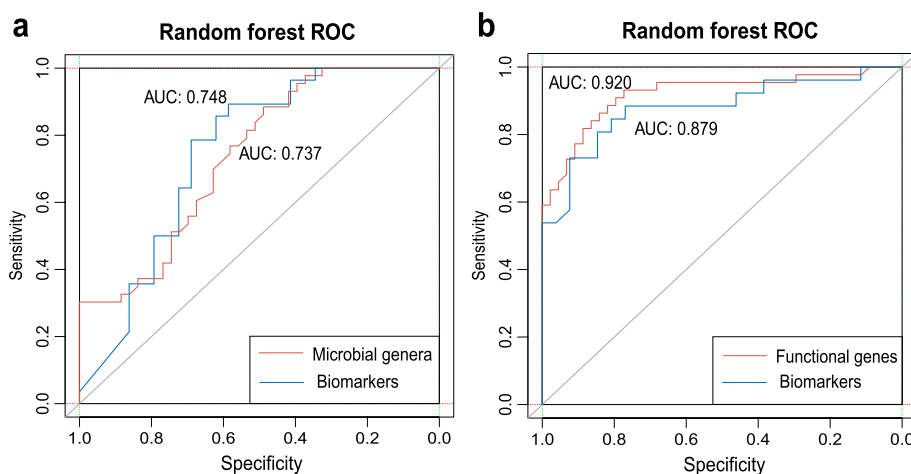 a
Random forest ROC
AUC: 0.748
AUC: 0.737
Sensitivity
1.0
0.8
0.6
0.4
0.2
0.0
Microbial genera
Biomarkers
1.0 0.8 0.6 0.4 0.2 0.0
Specificity
b
Random forest ROC
AUC: 0.920
AUC: 0.879
Sensitivity
1.0
0.8
0.6
0.4
0.2
0.0
Functional genes
Biomarkers
1.0 0.8 0.6 0.4 0.2 0.0
Specificity